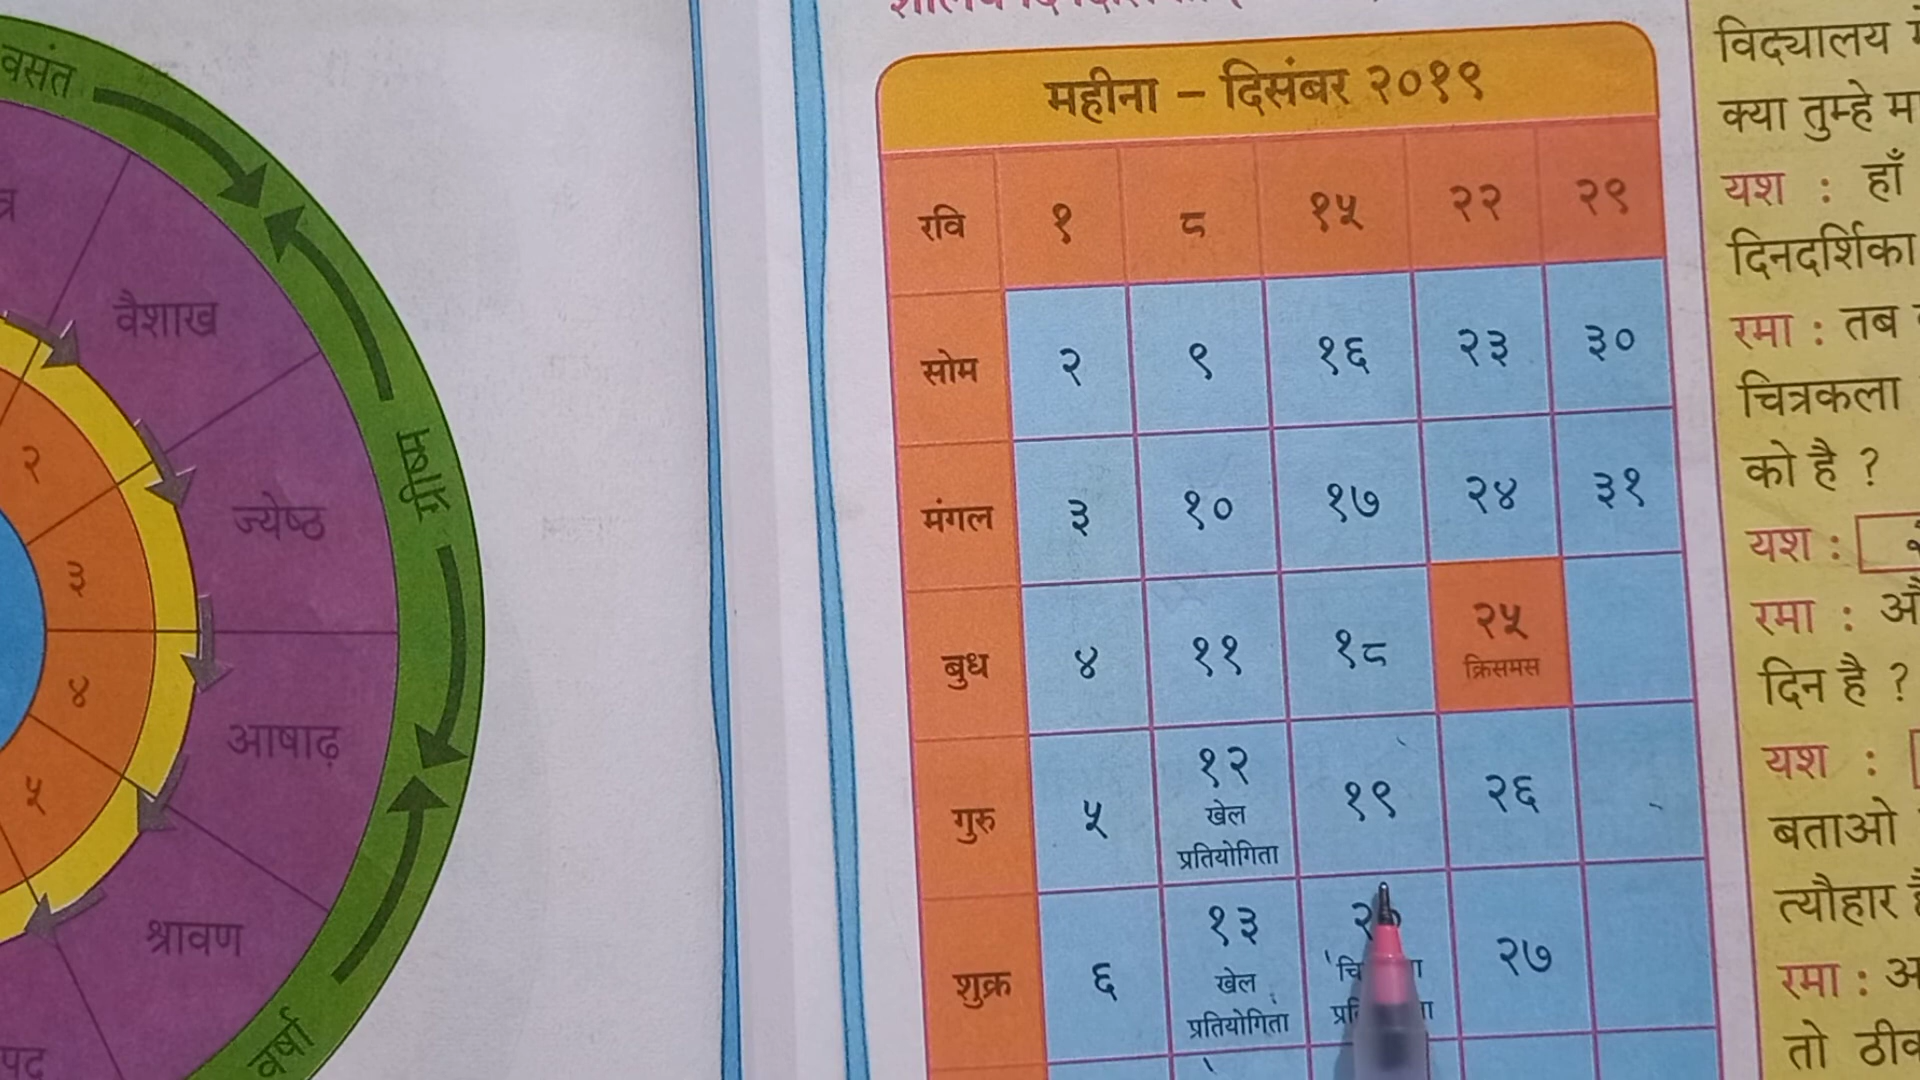 वसंत
वैशाख
ज्येष्ठ
ग्रीष्म
आषाढ़
श्रावण
वर्षा
२
३
४
५
महीना – दिसंबर २०१९
रवि १ ८ १५ २२ २९
सोम २ ९ १६ २३ ३०
मंगल ३ १० १७ २४ ३१
बुध ४ ११ १८ २५
क्रिसमस
गुरु ५ १२ १९ २६
खेल
प्रतियोगिता
शुक्र ६ १३ २७
खेल
प्रतियोगिता
विद्यालय
क्या तुम्हे
यश : हाँ
दिनदर्शिका
रमा : तब
चित्रकला
को है ?
यश :
रमा :
दिन है ?
यश :
बताओ
त्यौहार
रमा :
तो ठीक